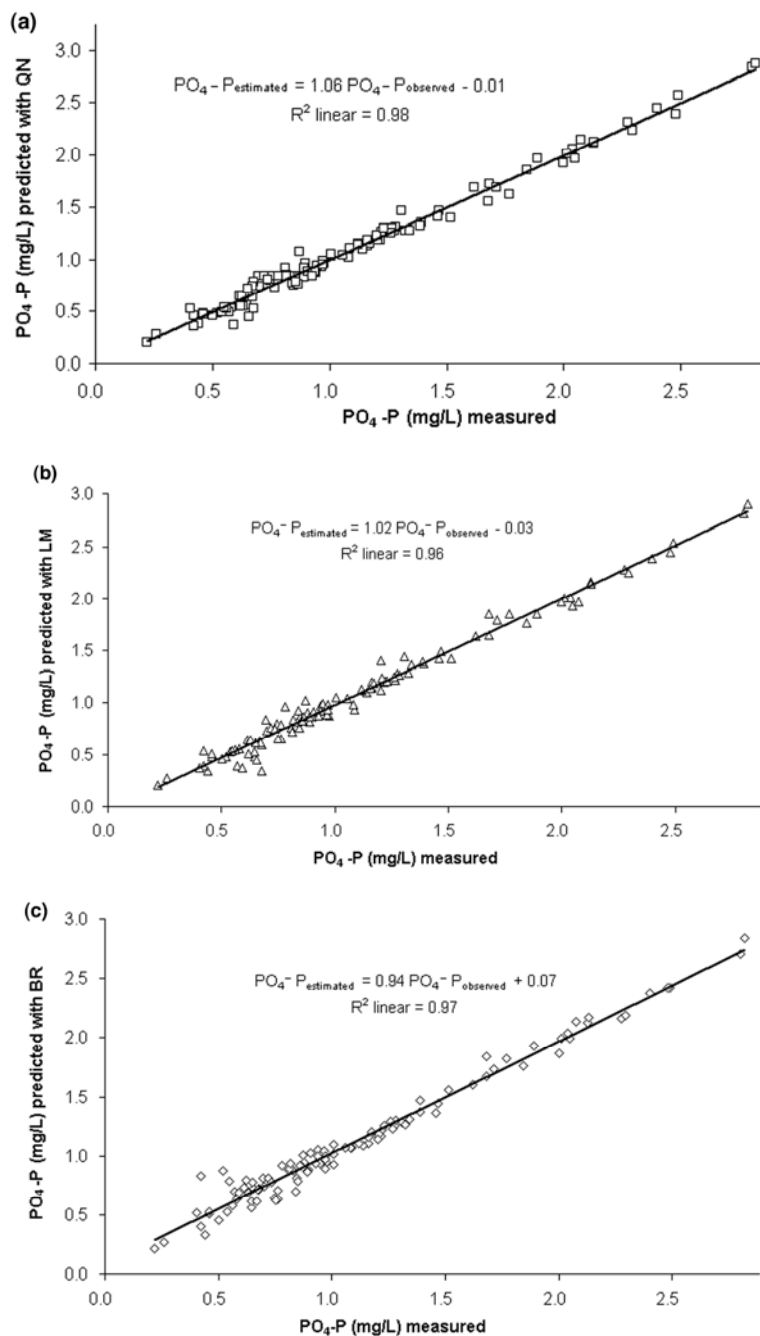 (a)
3.0
PO₄ – P_estimated = 1.06 PO₄ – P_observed - 0.01
R² linear = 0.98
2.5
2.0
1.5
1.0
0.5
0.0
PO₄ -P (mg/L) predicted with QN
0.0 0.5 1.0 1.5 2.0 2.5
PO₄ -P (mg/L) measured
(b)
3.0
PO₄– P_estimated = 1.02 PO₄– P_observed - 0.03
R² linear = 0.96
2.5
2.0
1.5
1.0
0.5
0.0
PO₄ -P (mg/L) predicted with LM
0.0 0.5 1.0 1.5 2.0 2.5
PO₄ -P (mg/L) measured
(c)
3.0
PO₄– P_estimated = 0.94 PO₄– P_observed + 0.07
R² linear = 0.97
2.5
2.0
1.5
1.0
0.5
0.0
PO₄ -P (mg/L) predicted with BR
0.0 0.5 1.0 1.5 2.0 2.5
PO₄-P (mg/L) measured